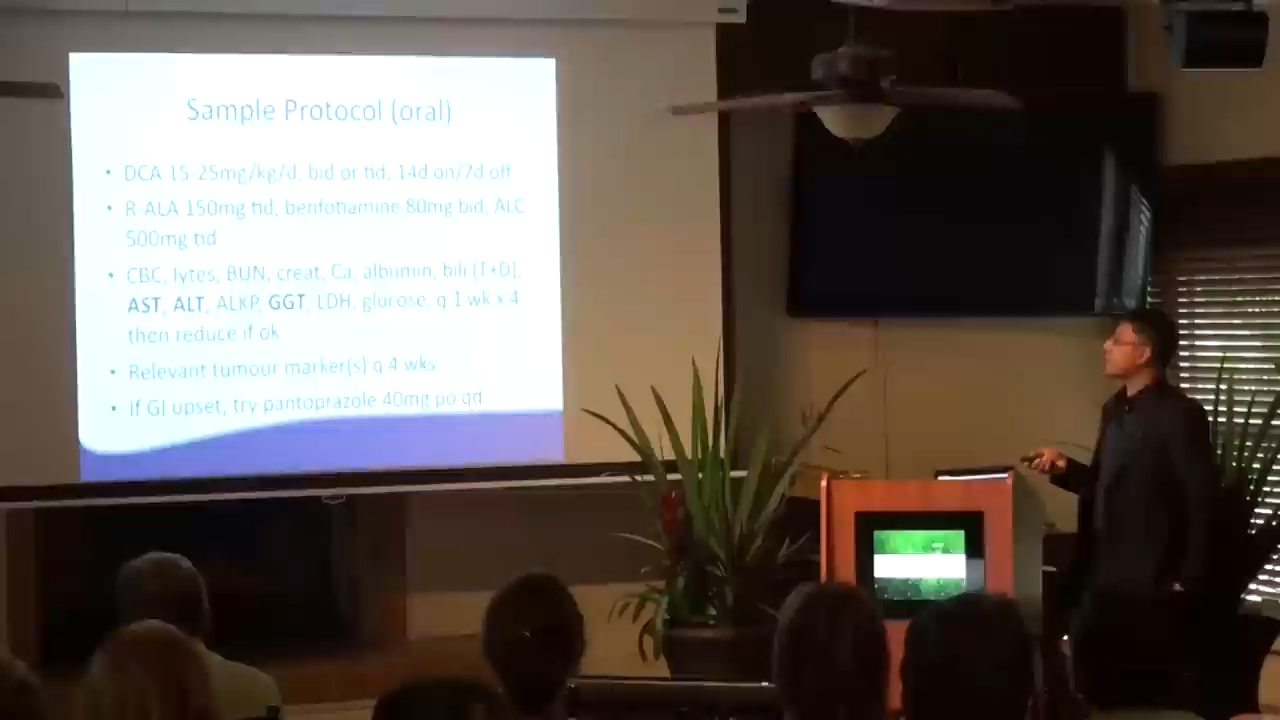 Sample Protocol (oral)
• DCA 15-25mg/kg/d, bid or tid, 14d on/7d off
• R-ALA 150mg tid, benfotiamine 80mg bid, ALC
500mg tid
• CBC, lytes, BUN, creat, Ca, albumin, bili (T+D),
AST, ALT, ALKP, GGT, LDH, glucose, q 1 wk x 4
then reduce if ok
• Relevant tumour marker(s) q 4 wks
• If GI upset, try pantoprazole 40mg po qd